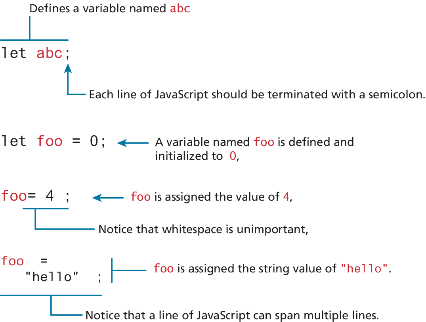 Defines a variable named abc
let abc;
Each line of JavaScript should be terminated with a semicolon.
let foo = 0;
A variable named foo is defined and
initialized to 0,
foo= 4 ;
foo is assigned the value of 4,
Notice that whitespace is unimportant,
foo =
"hello" ;
foo is assigned the string value of "hello".
Notice that a line of JavaScript can span multiple lines.